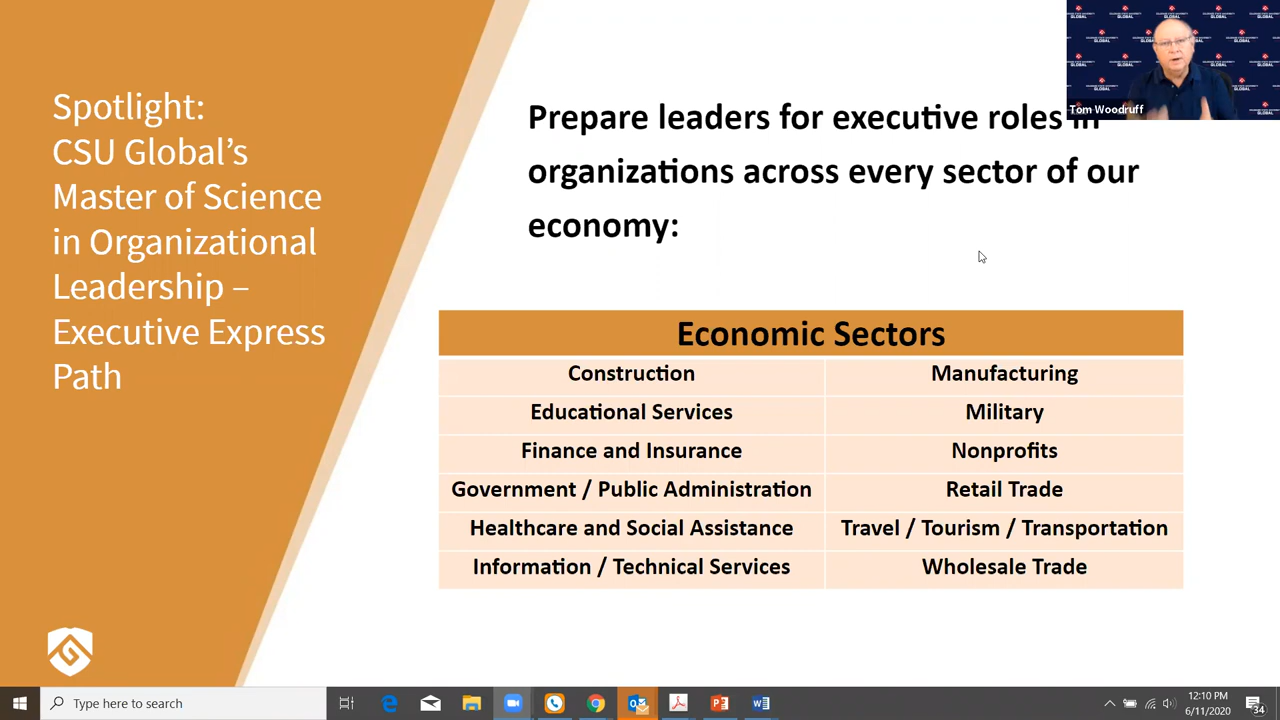 Spotlight:
CSU Global’s
Master of Science
in Organizational
Leadership –
Executive Express
Path
Prepare leaders for executive roles in
organizations across every sector of our
economy:
Tom Woodruff
Economic Sectors
Construction Manufacturing
Educational Services Military
Finance and Insurance Nonprofits
Government / Public Administration Retail Trade
Healthcare and Social Assistance Travel / Tourism / Transportation
Information / Technical Services Wholesale Trade
Type here to search
12:10 PM
6/11/2020
34